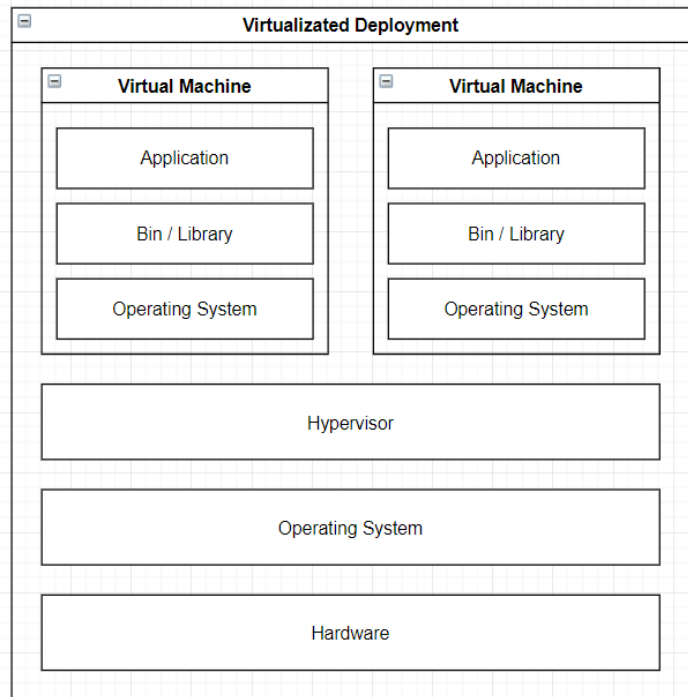 Virtualizated Deployment
Virtual Machine
Application
Bin / Library
Operating System
Virtual Machine
Application
Bin / Library
Operating System
Hypervisor
Operating System
Hardware